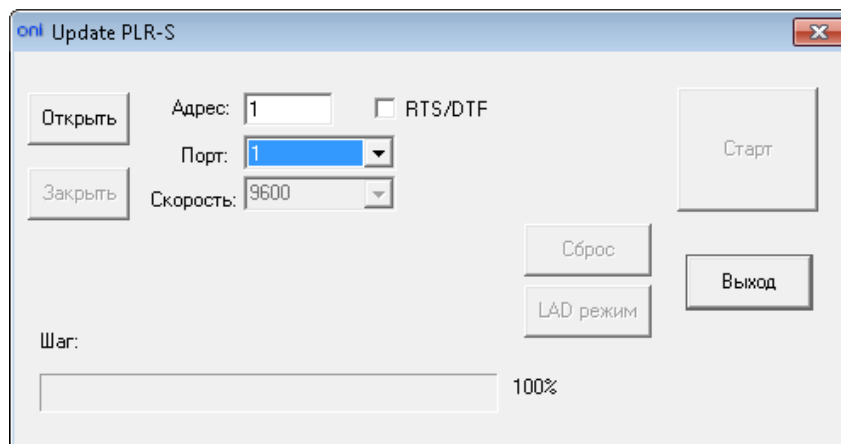 oni Update PLR-S
Открыть
Адрес: 1
RTS/DTF
Порт: 1
Старт
Закрыть
Скорость: 9600
Сброс
Выход
LAD режим
Шаг:
100%